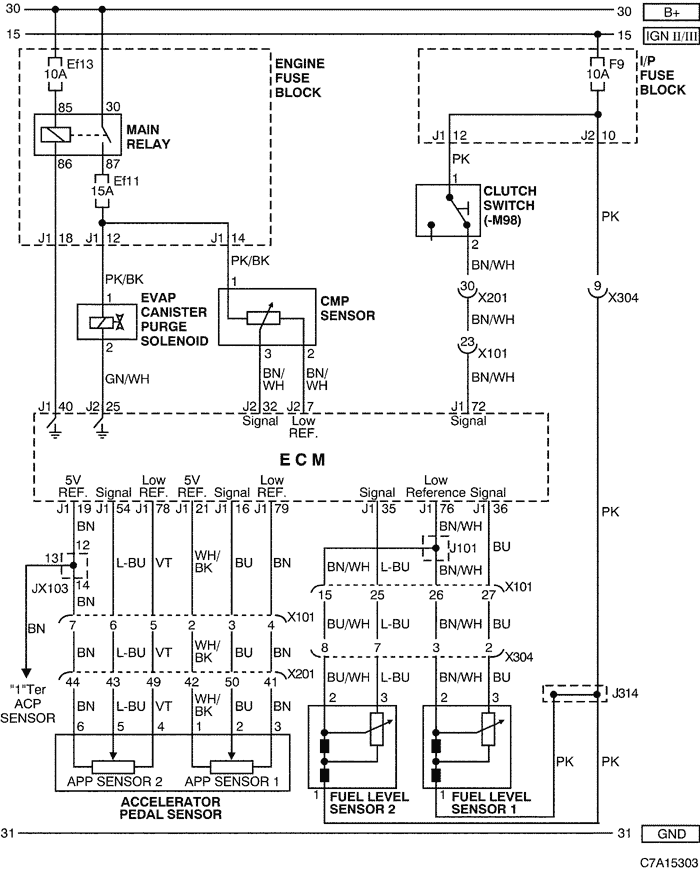 30 30 B+
15 15 IGN II/III
Ef13
10A
ENGINE
FUSE
BLOCK
F9
10A
I/P
FUSE
BLOCK
85 30
MAIN
RELAY
86 87
Ef11
15A
J1 12 J2 10
PK
1
CLUTCH
SWITCH
(-M98)
2
PK
J1 18 J1 12 J1 14
PK/BK PK/BK
BN/WH
1
EVAP
CANISTER
PURGE
SOLENOID
2
1
CMP
SENSOR
3 2
30 X201
9 X304
BN/WH
23 X101
GN/WH
BN/
WH
BN/
WH
BN/WH
J1 40 J2 25 J2 32 J2 7 J1 72
Signal Low
REF.
Signal
ECM
5V
REF. Signal Low
REF. 5V
REF. Signal Low
REF. Signal Low
Reference Signal
J1 19 J1 54 J1 78 J1 21 J1 16 J1 79 J1 35 J1 76 J1 36
PK
BN
BN/WH
12
13
JX103
14
L-BU VT WH/
BK BU BN
BN/WH L-BU
J101
BN/WH
BU
BN
X101
15 25 26 27
BN
7 6 5 2 3 4
X101
BU/WH L-BU BN/WH BU
BN L-BU VT WH/
BK BU BN
8 7 3 2
X304
X201
44 43 49 42 50 41
"1"Ter
ACP
SENSOR
BU/WH L-BU BN/WH BU
J314
BN L-BU VT WH/
BK BU BN
2 3 2 3
6 5 4 1 2 3
PK PK
APP SENSOR 2 APP SENSOR 1
ACCELERATOR
PEDAL SENSOR
1
FUEL LEVEL
SENSOR 2
1
FUEL LEVEL
SENSOR 1
31 31 GND
C7A15303